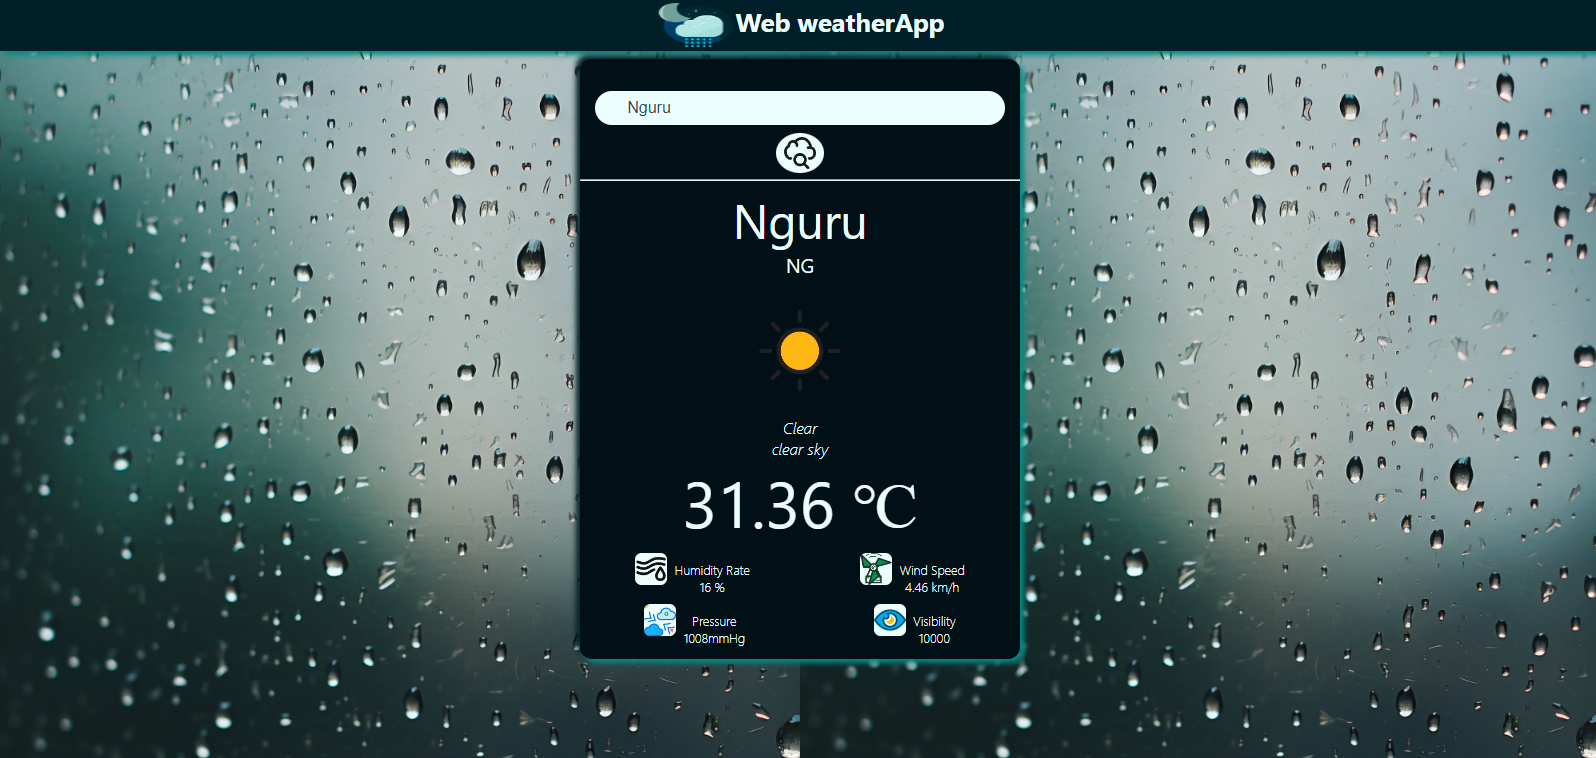 Web weatherApp
Nguru
Nguru
NG
Clear
clear sky
31.36 °C
Humidity Rate
16 %
Wind Speed
4.46 km/h
Pressure
1008mmHg
Visibility
10000